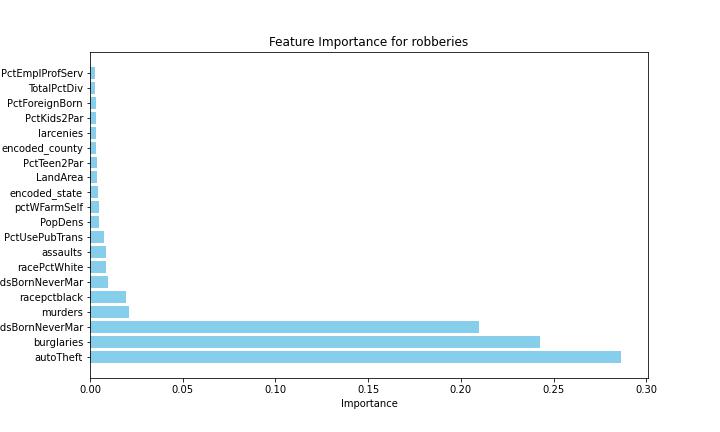 Feature Importance for robberies
PctEmplProfServ
TotalPctDiv
PctForeignBorn
PctKids2Par
larcenies
encoded_county
PctTeen2Par
LandArea
encoded_state
pctWFarmSelf
PopDens
PctUsePubTrans
assaults
racePctWhite
dsBornNeverMar
racepctblack
murders
dsBornNeverMar
burglaries
autoTheft
0.00 0.05 0.10 0.15 0.20 0.25 0.30
Importance